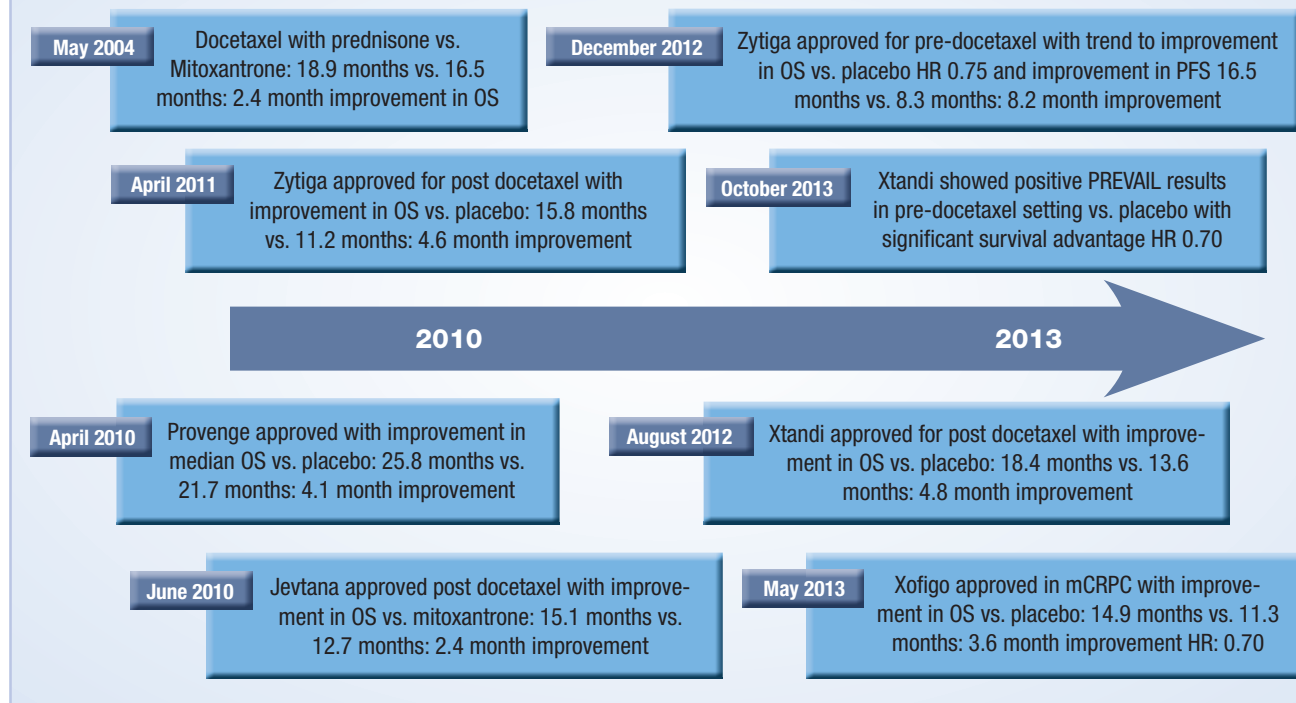 May 2004
Docetaxel with prednisone vs.
Mitoxantrone: 18.9 months vs. 16.5
months: 2.4 month improvement in OS
December 2012
Zytiga approved for pre-docetaxel with trend to improvement
in OS vs. placebo HR 0.75 and improvement in PFS 16.5
months vs. 8.3 months: 8.2 month improvement
April 2011
Zytiga approved for post docetaxel with
improvement in OS vs. placebo: 15.8 months
vs. 11.2 months: 4.6 month improvement
October 2013
Xtandi showed positive PREVAIL results
in pre-docetaxel setting vs. placebo with
significant survival advantage HR 0.70
2010
2013
April 2010
Provenge approved with improvement in
median OS vs. placebo: 25.8 months vs.
21.7 months: 4.1 month improvement
August 2012
Xtandi approved for post docetaxel with improve-
ment in OS vs. placebo: 18.4 months vs. 13.6
months: 4.8 month improvement
June 2010
Jevtana approved post docetaxel with improve-
ment in OS vs. mitoxantrone: 15.1 months vs.
12.7 months: 2.4 month improvement
May 2013
Xofigo approved in mCRPC with improve-
ment in OS vs. placebo: 14.9 months vs. 11.3
months: 3.6 month improvement HR: 0.70